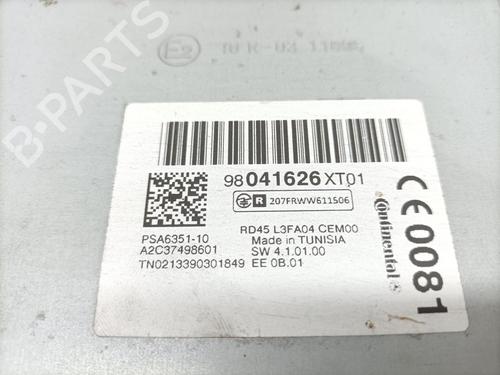 B-PARTS
E2
98041626XT01
R 207FRWW611506
RD45 L3FA04 CEM00
PSA6351-10
Made in TUNISIA
A2C37498601
SW 4.1.01.00
TN0213390301849 EE 0B.01
CE0081
Continental